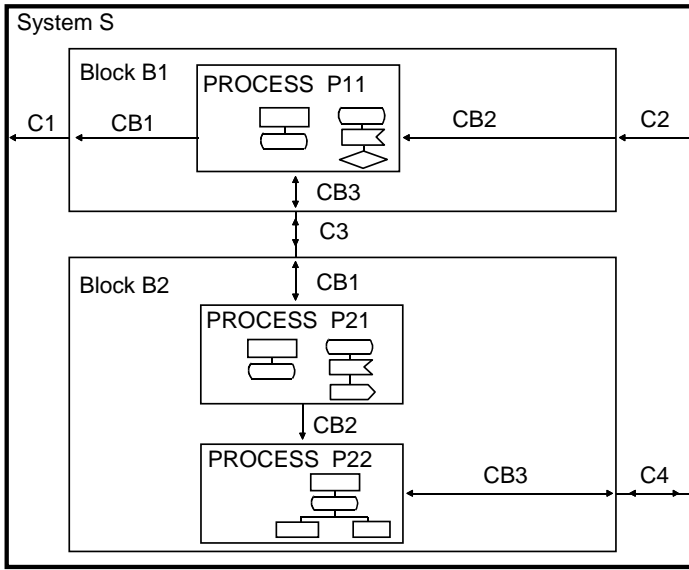 System S
Block B1
PROCESS P11
C1
CB1
CB2
C2
CB3
C3
Block B2
CB1
PROCESS P21
CB2
PROCESS P22
CB3
C4